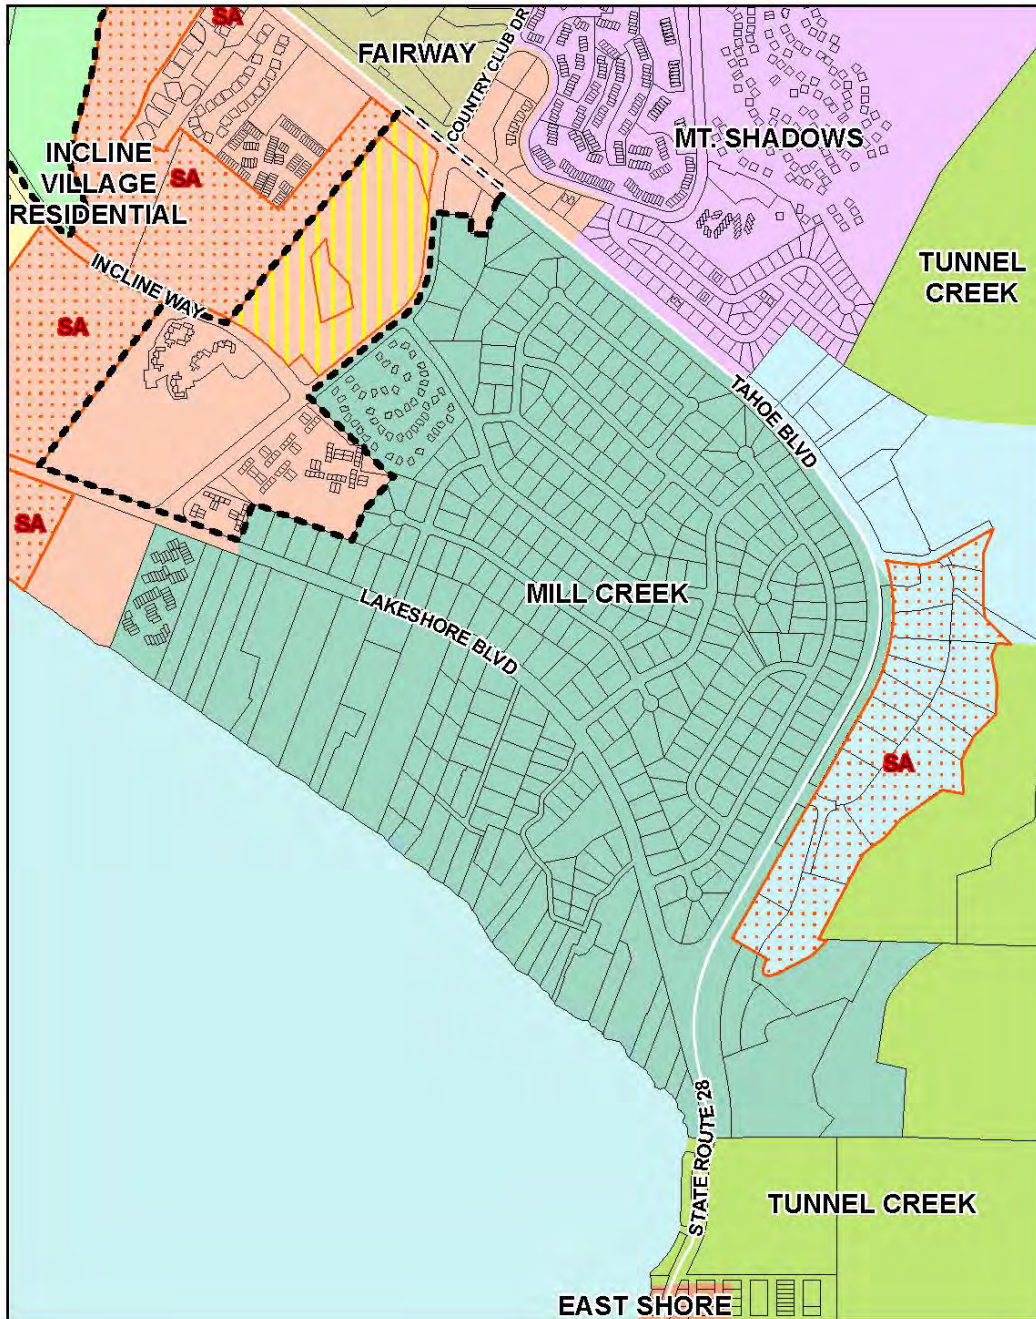 SA
FAIRWAY
COUNTRY CLUB DR
MT. SHADOWS
INCLINE
VILLAGE
RESIDENTIAL
SA
TUNNEL
CREEK
INCLINE WAY
SA
TAHOE BLVD
SA
MILL CREEK
LAKESHORE BLVD
SA
STATE ROUTE 28
TUNNEL CREEK
EAST SHORE